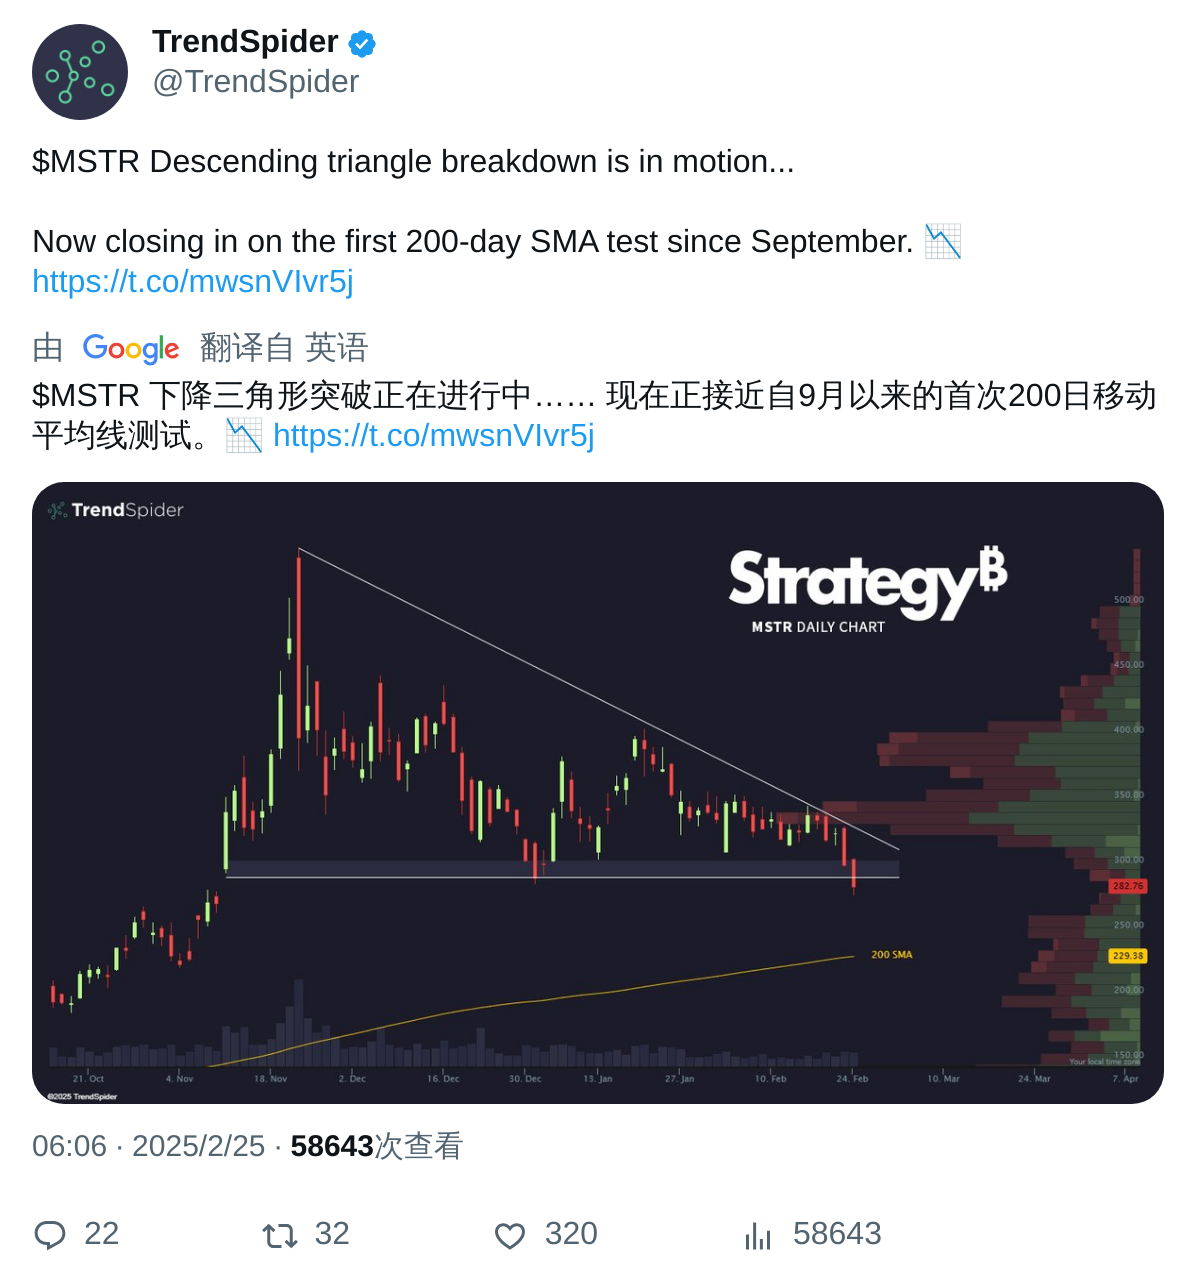 TrendSpider
@TrendSpider
$MSTR Descending triangle breakdown is in motion...
Now closing in on the first 200-day SMA test since September. 📉
https://t.co/mwsnVIvr5j
由 Google 翻译自 英语
$MSTR 下降三角形突破正在进行中…… 现在正接近自9月以来的首次200日移动
平均线测试。📉 https://t.co/mwsnVIvr5j
TrendSpider
Strategy₿
MSTR DAILY CHART
500.00
450.00
400.00
350.00
300.00
282.76
250.00
200 SMA
229.38
200.00
150.00
Your local time zone
21. Oct 4. Nov 18. Nov 2. Dec 16. Dec 30. Dec 13. Jan 27. Jan 10. Feb 24. Feb 10. Mar 24. Mar 7. Apr
©2025 TrendSpider
06:06 · 2025/2/25 · 58643次查看
22 32 320 58643